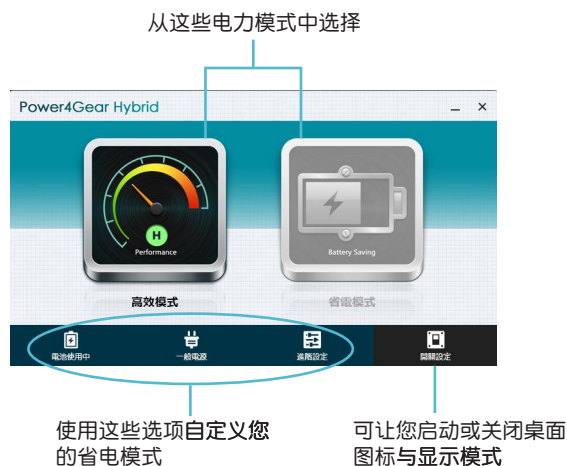 从这些电力模式中选择
Power4Gear Hybrid
H
Performance
Battery Saving
高效模式
省電模式
電池使用中
一般電源
進階設定
開關設定
使用这些选项自定义您
的省电模式
可让您启动或关闭桌面
图标与显示模式